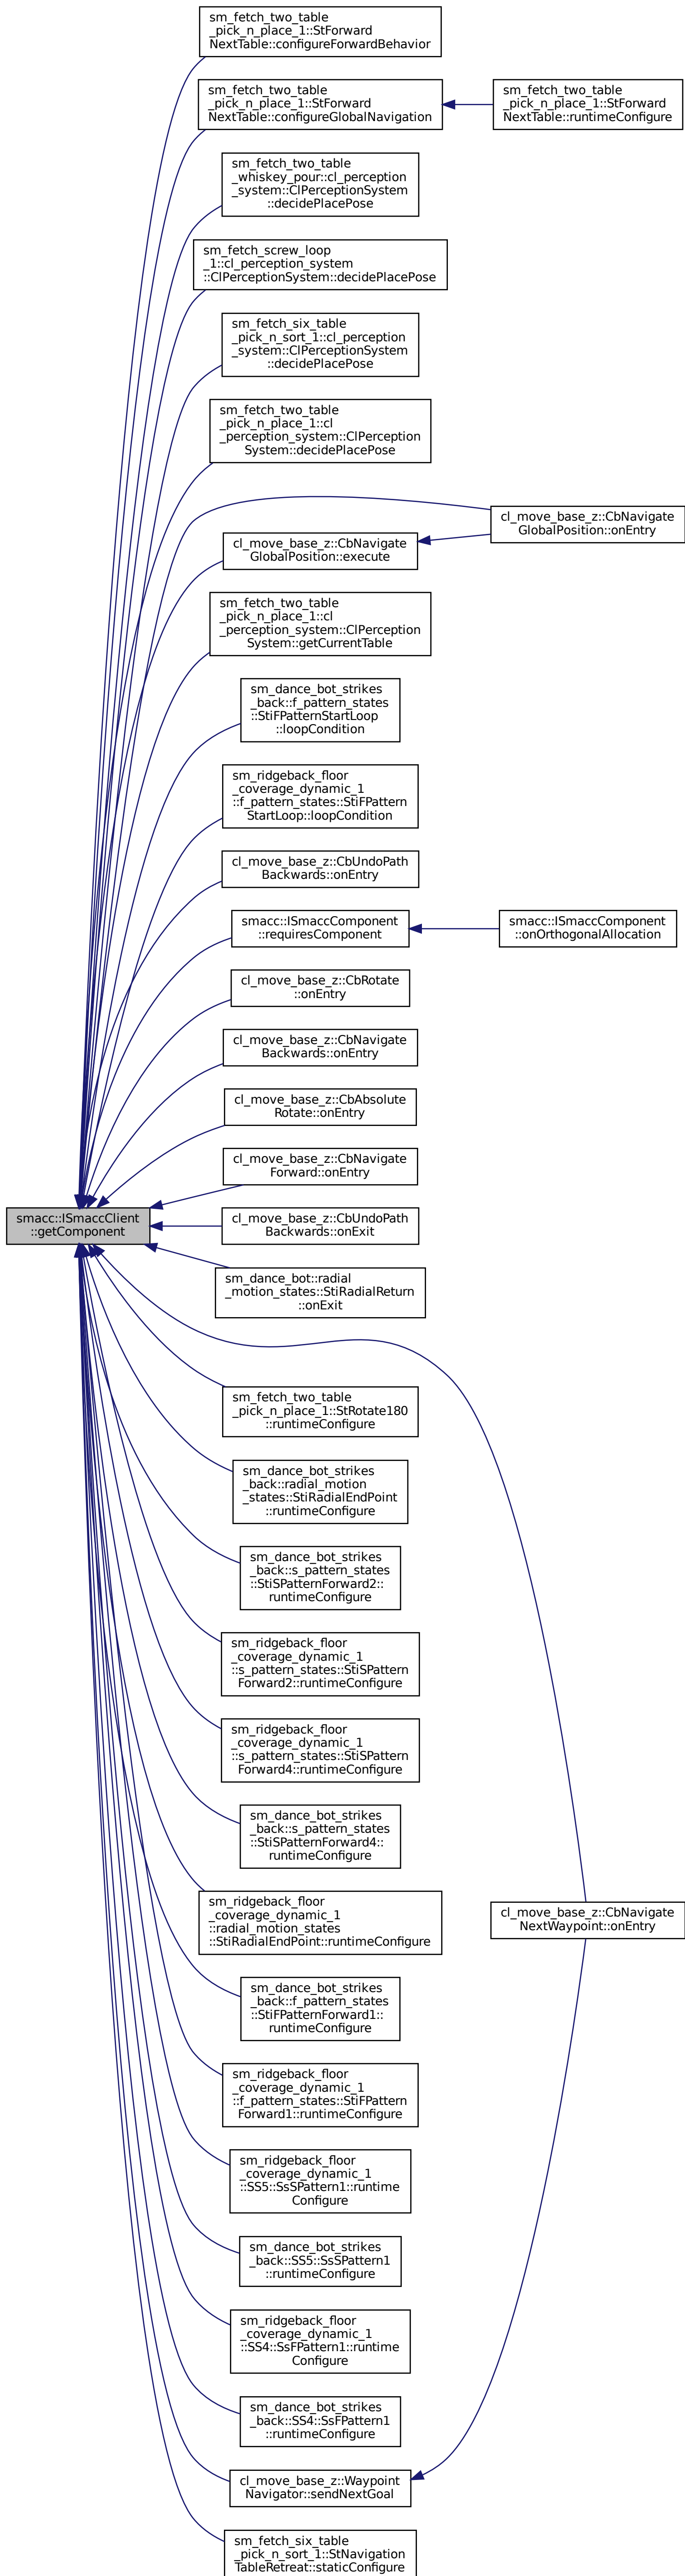 sm_fetch_two_table
_pick_n_place_1::StForward
NextTable::configureForwardBehavior
sm_fetch_two_table
_pick_n_place_1::StForward
NextTable::configureGlobalNavigation
sm_fetch_two_table
_pick_n_place_1::StForward
NextTable::runtimeConfigure
sm_fetch_two_table
_whiskey_pour::cl_perception
_system::ClPerceptionSystem
::decidePlacePose
sm_fetch_screw_loop
_1::cl_perception_system
::ClPerceptionSystem::decidePlacePose
sm_fetch_six_table
_pick_n_sort_1::cl_perception
_system::ClPerceptionSystem
::decidePlacePose
sm_fetch_two_table
_pick_n_place_1::cl
_perception_system::ClPerception
System::decidePlacePose
cl_move_base_z::CbNavigate
GlobalPosition::onEntry
cl_move_base_z::CbNavigate
GlobalPosition::execute
sm_fetch_two_table
_pick_n_place_1::cl
_perception_system::ClPerception
System::getCurrentTable
sm_dance_bot_strikes
_back::f_pattern_states
::StiFPatternStartLoop
::loopCondition
sm_ridgeback_floor
_coverage_dynamic_1
::f_pattern_states::StiFPattern
StartLoop::loopCondition
cl_move_base_z::CbUndoPath
Backwards::onEntry
smacc::ISmaccComponent
::requiresComponent
smacc::ISmaccComponent
::onOrthogonalAllocation
cl_move_base_z::CbRotate
::onEntry
cl_move_base_z::CbNavigate
Backwards::onEntry
cl_move_base_z::CbAbsolute
Rotate::onEntry
cl_move_base_z::CbNavigate
Forward::onEntry
smacc::ISmaccClient
::getComponent
cl_move_base_z::CbUndoPath
Backwards::onExit
sm_dance_bot::radial
_motion_states::StiRadialReturn
::onExit
sm_fetch_two_table
_pick_n_place_1::StRotate180
::runtimeConfigure
sm_dance_bot_strikes
_back::radial_motion
_states::StiRadialEndPoint
::runtimeConfigure
sm_dance_bot_strikes
_back::s_pattern_states
::StiSPatternForward2::
runtimeConfigure
sm_ridgeback_floor
_coverage_dynamic_1
::s_pattern_states::StiSPattern
Forward2::runtimeConfigure
sm_ridgeback_floor
_coverage_dynamic_1
::s_pattern_states::StiSPattern
Forward4::runtimeConfigure
sm_dance_bot_strikes
_back::s_pattern_states
::StiSPatternForward4::
runtimeConfigure
sm_ridgeback_floor
_coverage_dynamic_1
::radial_motion_states
::StiRadialEndPoint::runtimeConfigure
cl_move_base_z::CbNavigate
NextWaypoint::onEntry
sm_dance_bot_strikes
_back::f_pattern_states
::StiFPatternForward1::
runtimeConfigure
sm_ridgeback_floor
_coverage_dynamic_1
::f_pattern_states::StiFPattern
Forward1::runtimeConfigure
sm_ridgeback_floor
_coverage_dynamic_1
::SS5::SsSPattern1::runtime
Configure
sm_dance_bot_strikes
_back::SS5::SsSPattern1
::runtimeConfigure
sm_ridgeback_floor
_coverage_dynamic_1
::SS4::SsFPattern1::runtime
Configure
sm_dance_bot_strikes
_back::SS4::SsFPattern1
::runtimeConfigure
cl_move_base_z::Waypoint
Navigator::sendNextGoal
sm_fetch_six_table
_pick_n_sort_1::StNavigation
TableRetreat::staticConfigure